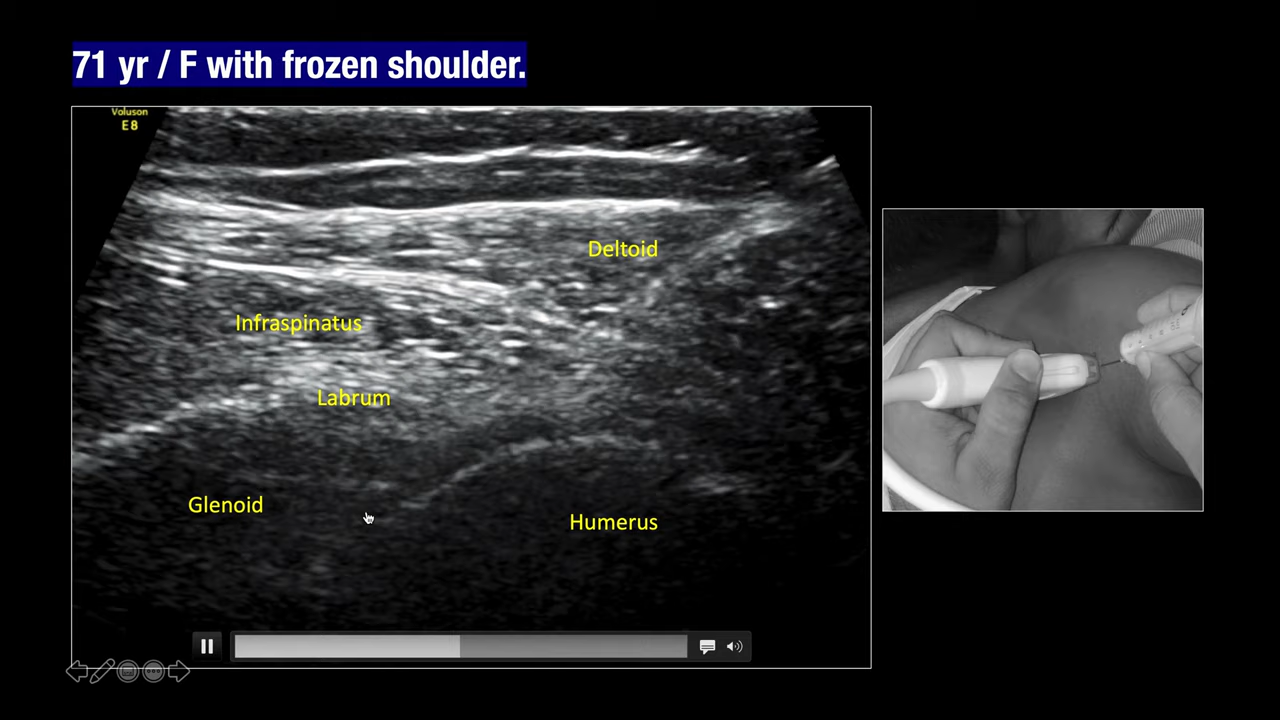 71 yr / F with frozen shoulder.
Voluson
E8
Deltoid
Infraspinatus
Labrum
Glenoid
Humerus